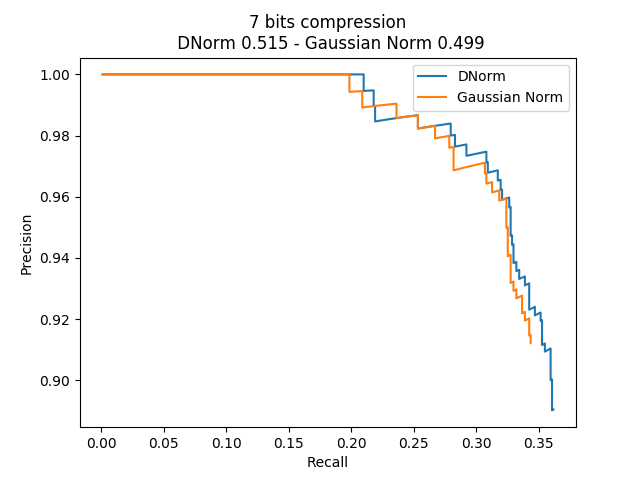 7 bits compression
DNorm 0.515 - Gaussian Norm 0.499
DNorm
Gaussian Norm
1.00
0.98
0.96
0.94
0.92
0.90
Precision
0.00 0.05 0.10 0.15 0.20 0.25 0.30 0.35
Recall